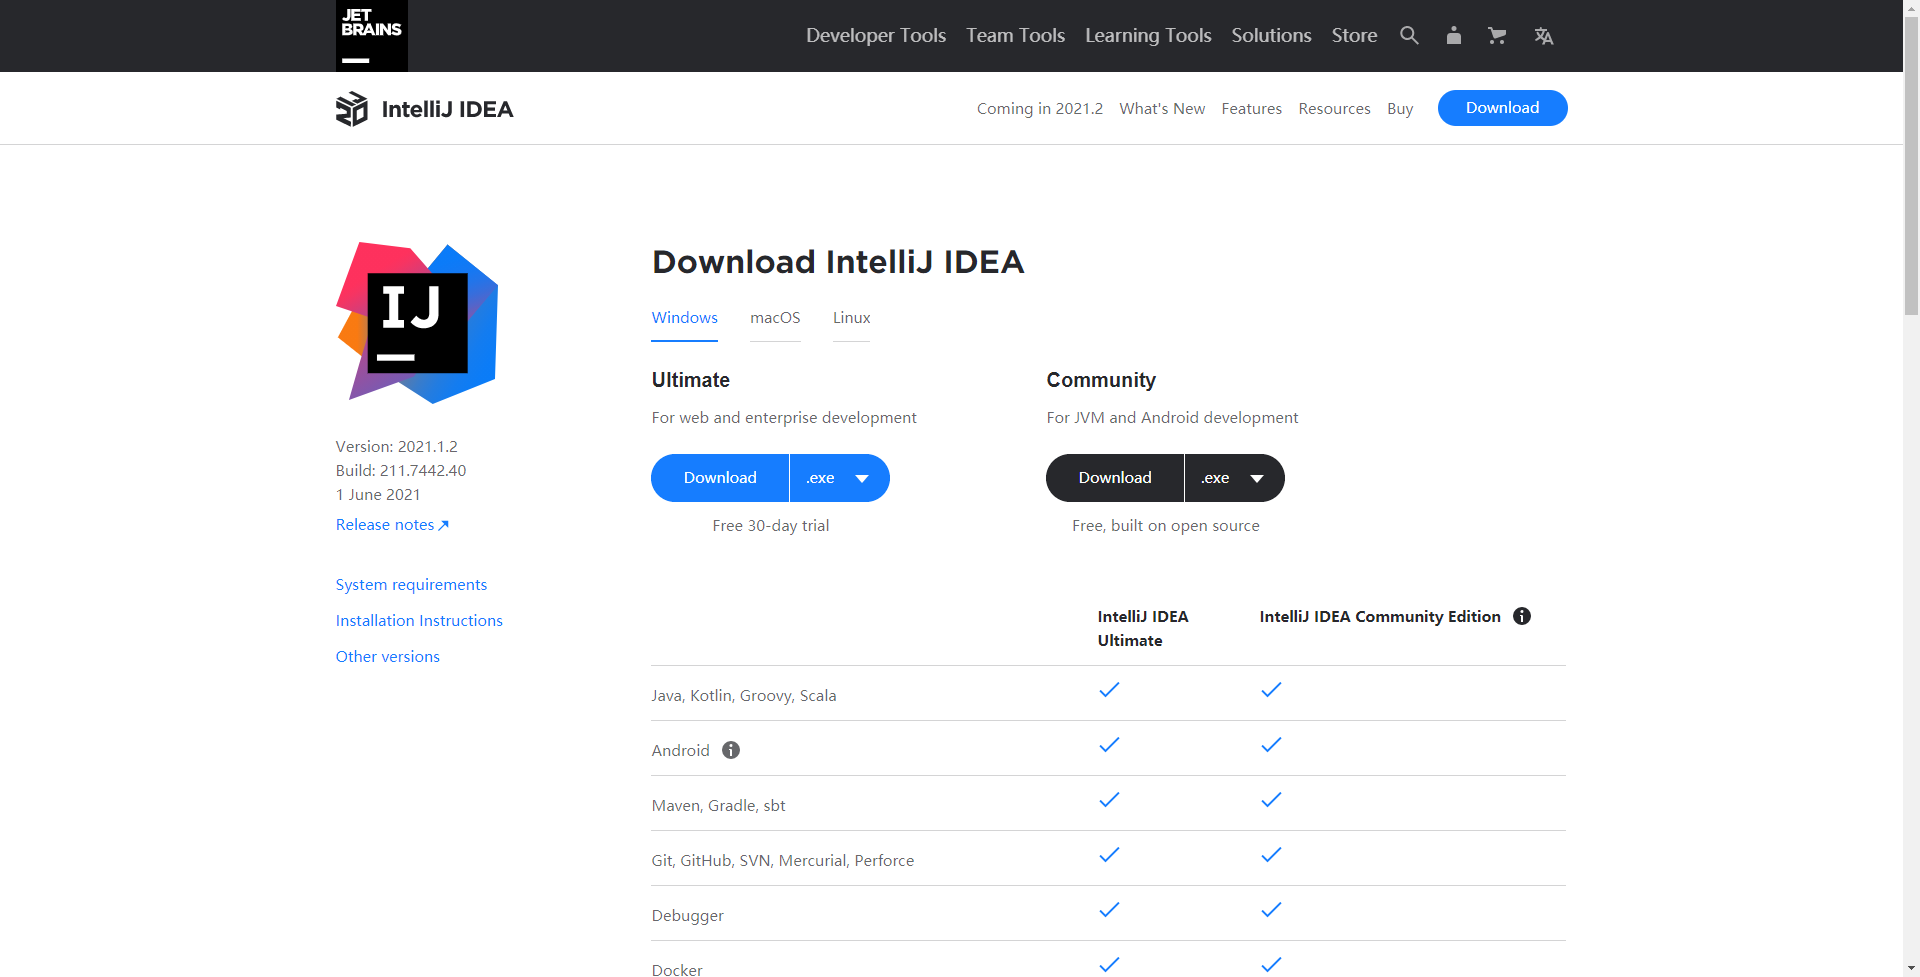 JET
BRAINS
Developer Tools Team Tools Learning Tools Solutions Store
IntelliJ IDEA
Coming in 2021.2 What's New Features Resources Buy Download
IJ
Download IntelliJ IDEA
Windows macOS Linux
Ultimate
For web and enterprise development
Download .exe
Free 30-day trial
Community
For JVM and Android development
Download .exe
Free, built on open source
Version: 2021.1.2
Build: 211.7442.40
1 June 2021
Release notes
System requirements
Installation Instructions
Other versions
IntelliJ IDEA
Ultimate
IntelliJ IDEA Community Edition
Java, Kotlin, Groovy, Scala
Android
Maven, Gradle, sbt
Git, GitHub, SVN, Mercurial, Perforce
Debugger
Docker